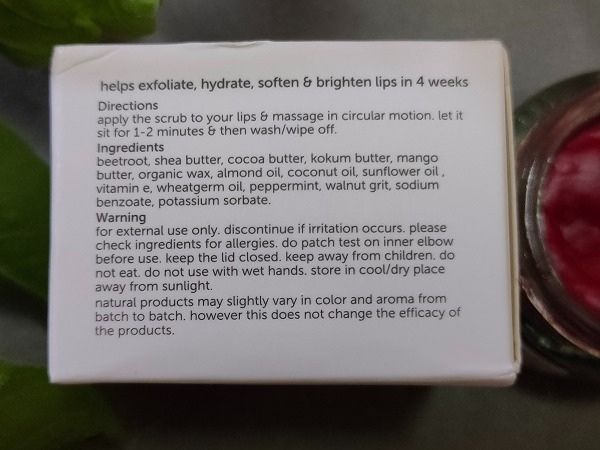 helps exfoliate, hydrate, soften & brighten lips in 4 weeks
Directions
apply the scrub to your lips & massage in circular motion. let it
sit for 1-2 minutes & then wash/wipe off.
Ingredients
beetroot, shea butter, cocoa butter, kokum butter, mango
butter, organic wax, almond oil, coconut oil, sunflower oil ,
vitamin e, wheatgerm oil, peppermint, walnut grit, sodium
benzoate, potassium sorbate.
Warning
for external use only. discontinue if irritation occurs. please
check ingredients for allergies. do patch test on inner elbow
before use. keep the lid closed. keep away from children. do
not eat. do not use with wet hands. store in cool/dry place
away from sunlight.
natural products may slightly vary in color and aroma from
batch to batch. however this does not change the efficacy of
the products.